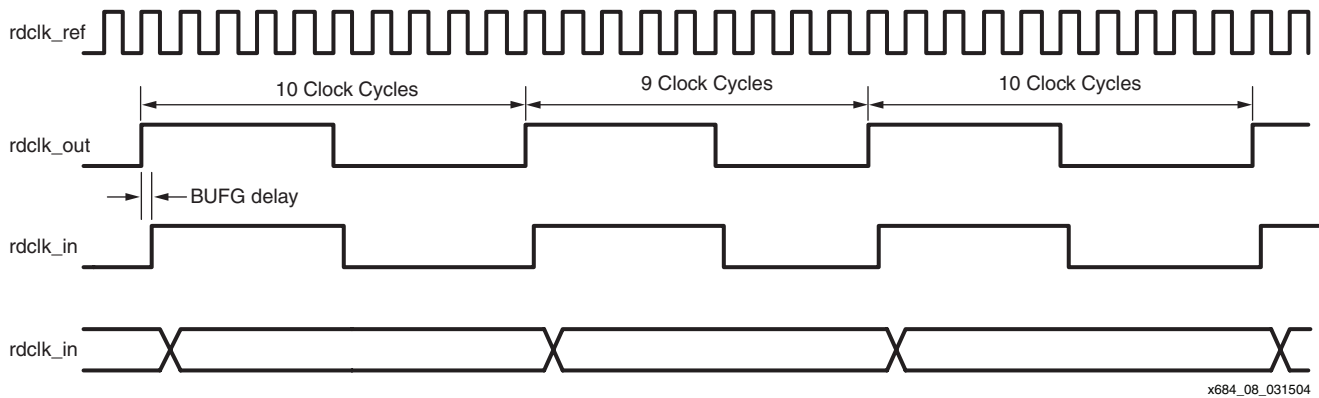 rdclk_ref
10 Clock Cycles
9 Clock Cycles
10 Clock Cycles
rdclk_out
BUFG delay
rdclk_in
rdclk_in
x684_08_031504